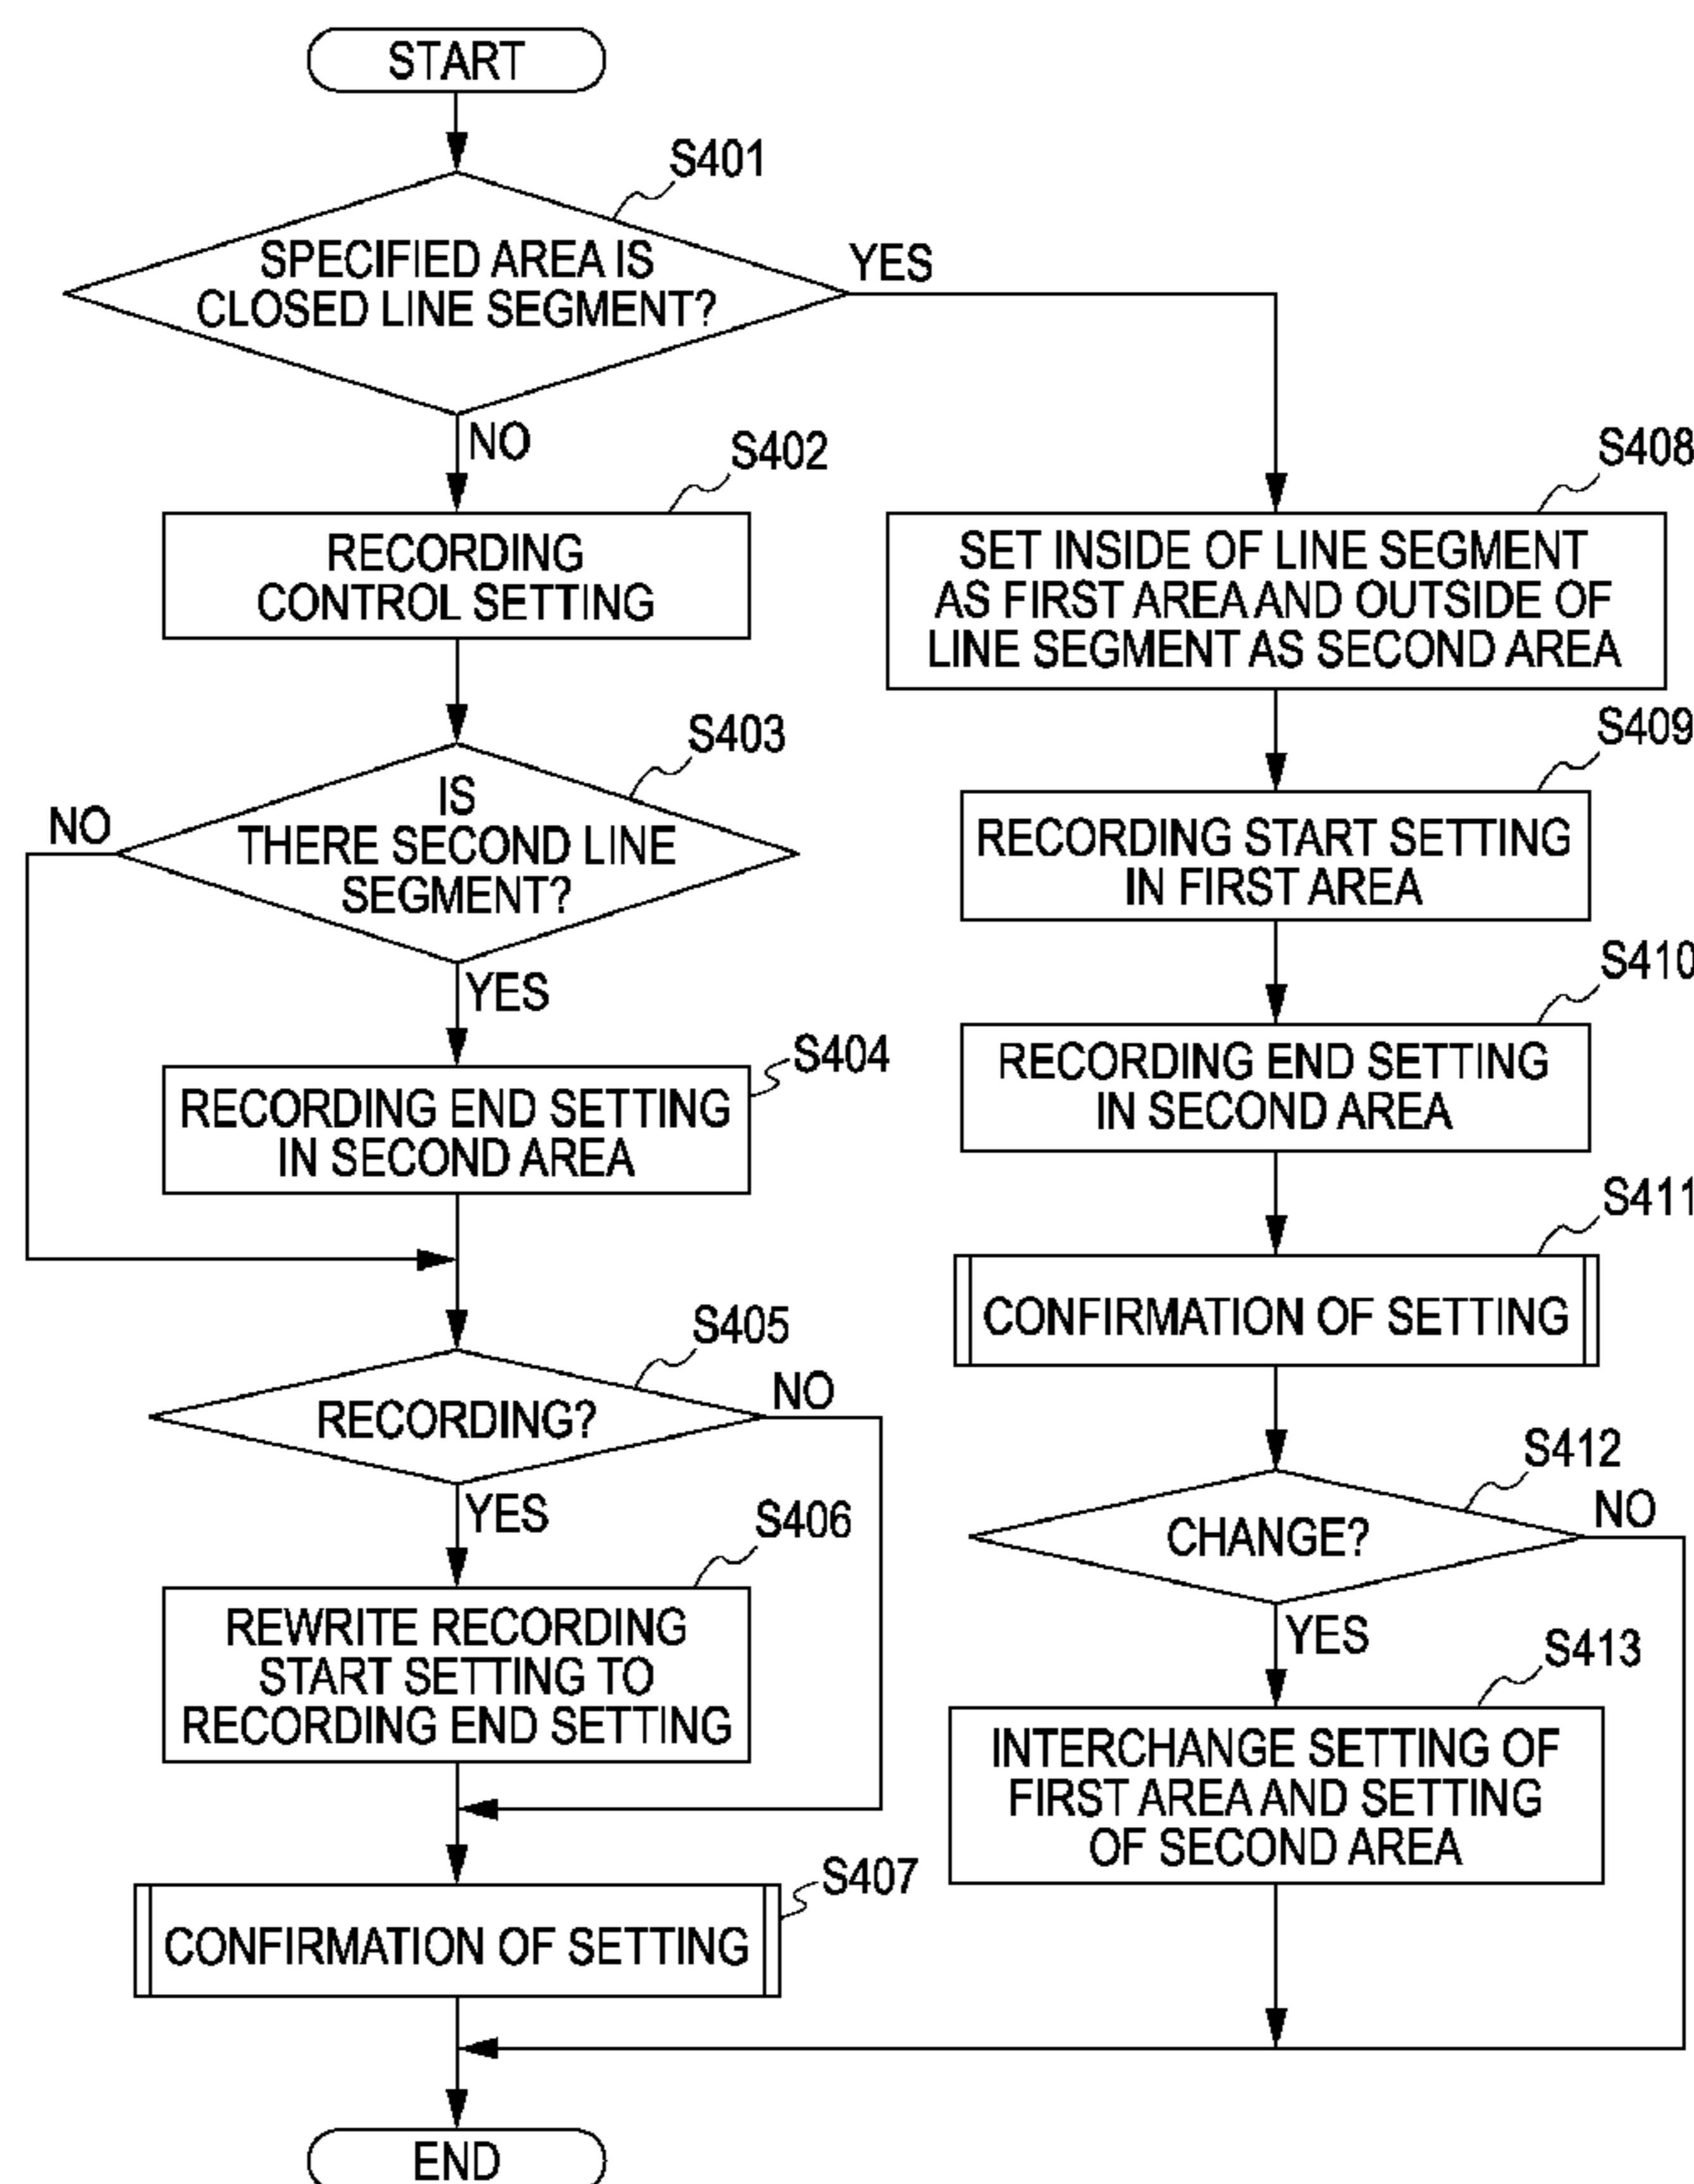 START
S401
SPECIFIED AREA IS
CLOSED LINE SEGMENT?
YES
NO
S402
RECORDING
CONTROL SETTING
S403
IS
THERE SECOND LINE
SEGMENT?
NO
YES
S404
RECORDING END SETTING
IN SECOND AREA
S405
RECORDING?
NO
YES
S406
REWRITE RECORDING
START SETTING TO
RECORDING END SETTING
S407
CONFIRMATION OF SETTING
S408
SET INSIDE OF LINE SEGMENT
AS FIRST AREA AND OUTSIDE OF
LINE SEGMENT AS SECOND AREA
S409
RECORDING START SETTING
IN FIRST AREA
S410
RECORDING END SETTING
IN SECOND AREA
S411
CONFIRMATION OF SETTING
S412
CHANGE?
NO
YES
S413
INTERCHANGE SETTING OF
FIRST AREA AND SETTING
OF SECOND AREA
END